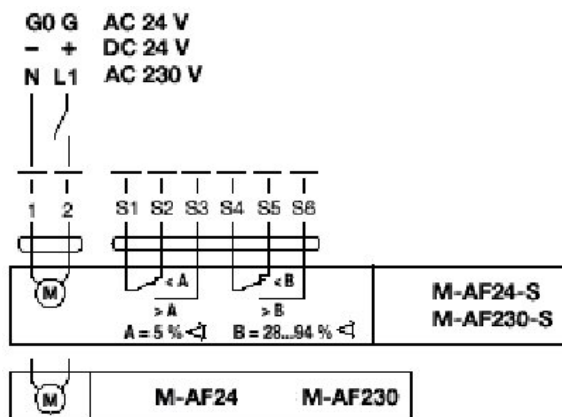 G0 G AC 24 V
– + DC 24 V
N L1 AC 230 V
1 2 S1 S2 S3 S4 S5 S6
M < A < B
> A > B
A = 5 % B = 28...94 %
M-AF24-S
M-AF230-S
M M-AF24 M-AF230